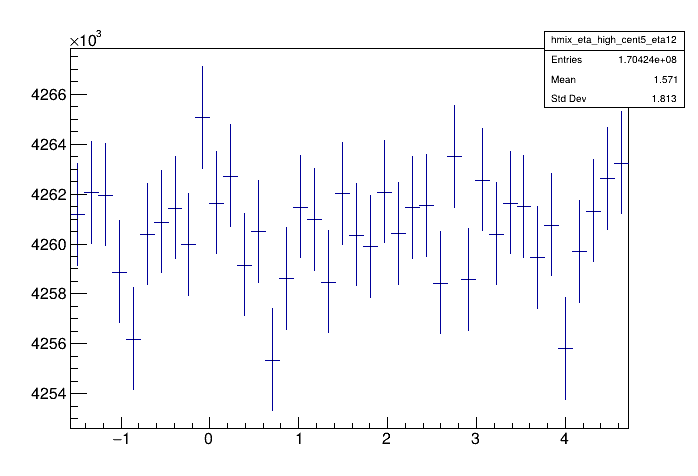 ×10³
hmix_eta_high_cent5_eta12
Entries 1.70424e+08
Mean 1.571
Std Dev 1.813
4266
4264
4262
4260
4258
4256
4254
−1 0 1 2 3 4